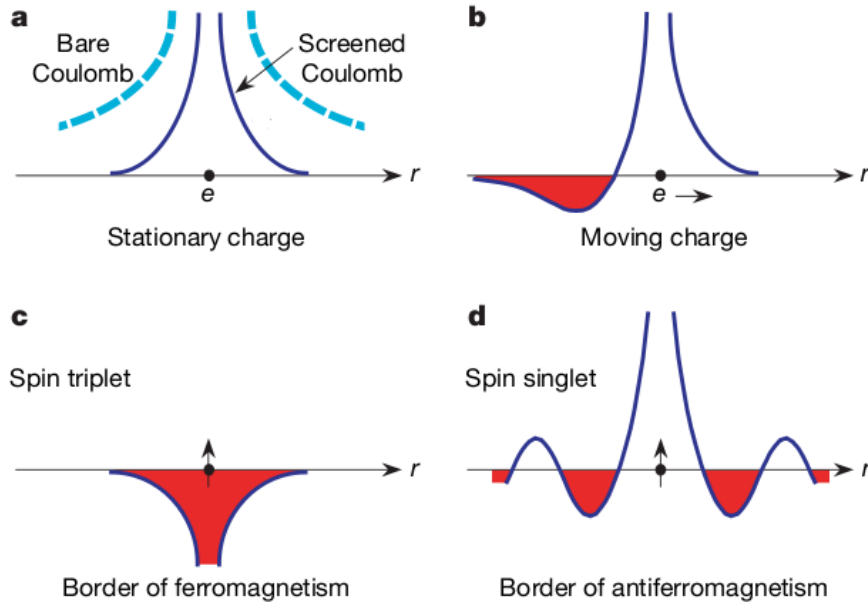 a
Bare
Coulomb
Screened
Coulomb
r
e
Stationary charge
b
r
e
Moving charge
c
Spin triplet
r
Border of ferromagnetism
d
Spin singlet
r
Border of antiferromagnetism